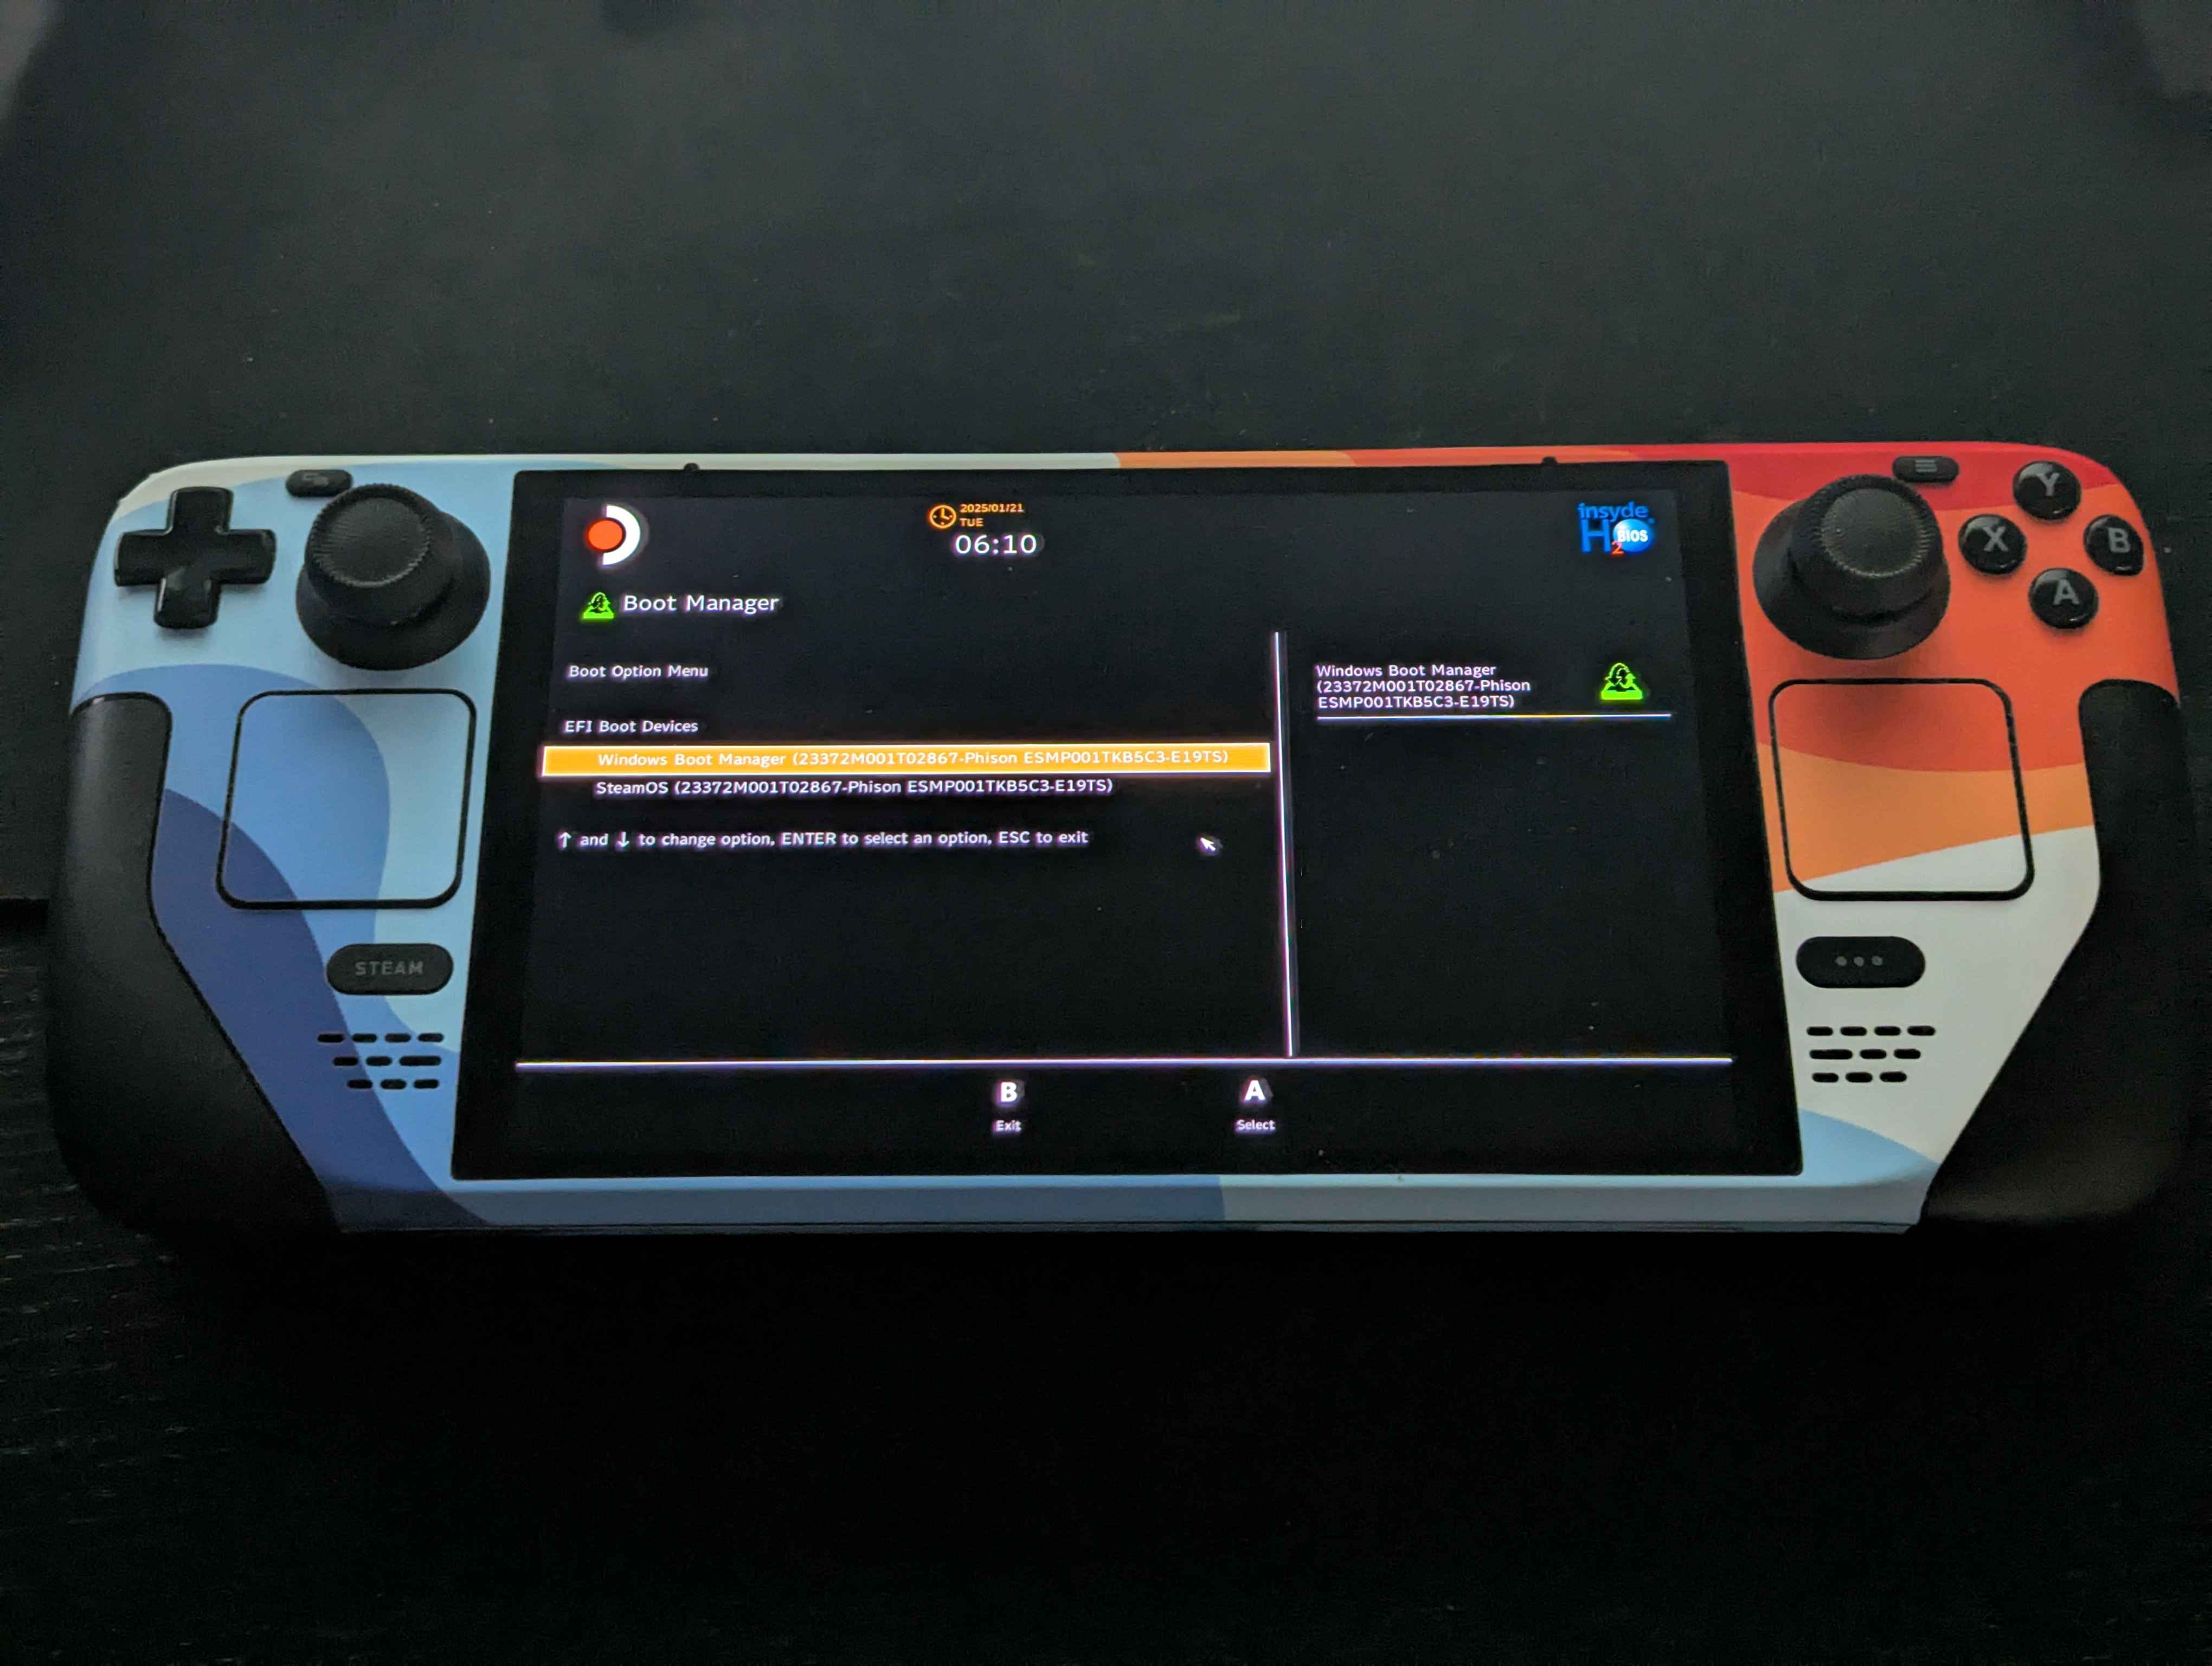 2025/01/21
TUE
06:10
insyde
H2BIOS
Boot Manager
Boot Option Menu
EFI Boot Devices
Windows Boot Manager (23372M001T02867-Phison ESMP001TKB5C3-E19TS)
SteamOS (23372M001T02867-Phison ESMP001TKB5C3-E19TS)
↑ and ↓ to change option, ENTER to select an option, ESC to exit
Windows Boot Manager
(23372M001T02867-Phison
ESMP001TKB5C3-E19TS)
B
Exit
A
Select
Y
X
B
A
STEAM